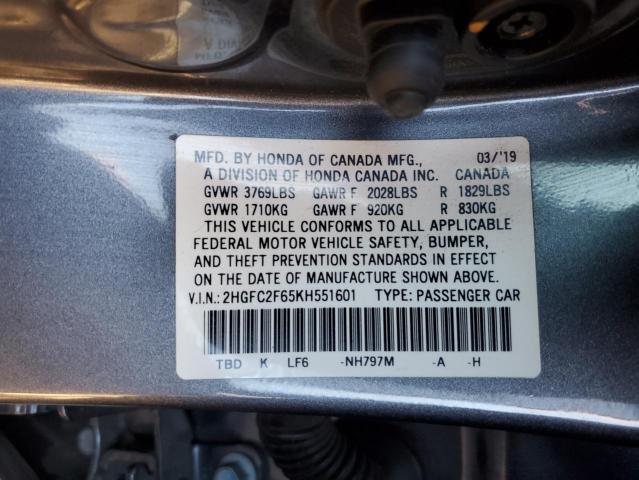 MFD. BY HONDA OF CANADA MFG., 03/'19
A DIVISION OF HONDA CANADA INC. CANADA
GVWR 3769LBS GAWR F 2028LBS R 1829LBS
GVWR 1710KG GAWR F 920KG R 830KG
THIS VEHICLE CONFORMS TO ALL APPLICABLE
FEDERAL MOTOR VEHICLE SAFETY, BUMPER,
AND THEFT PREVENTION STANDARDS IN EFFECT
ON THE DATE OF MANUFACTURE SHOWN ABOVE.
V.I.N.: 2HGFC2F65KH551601 TYPE: PASSENGER CAR
TBD K LF6 -NH797M -A -H